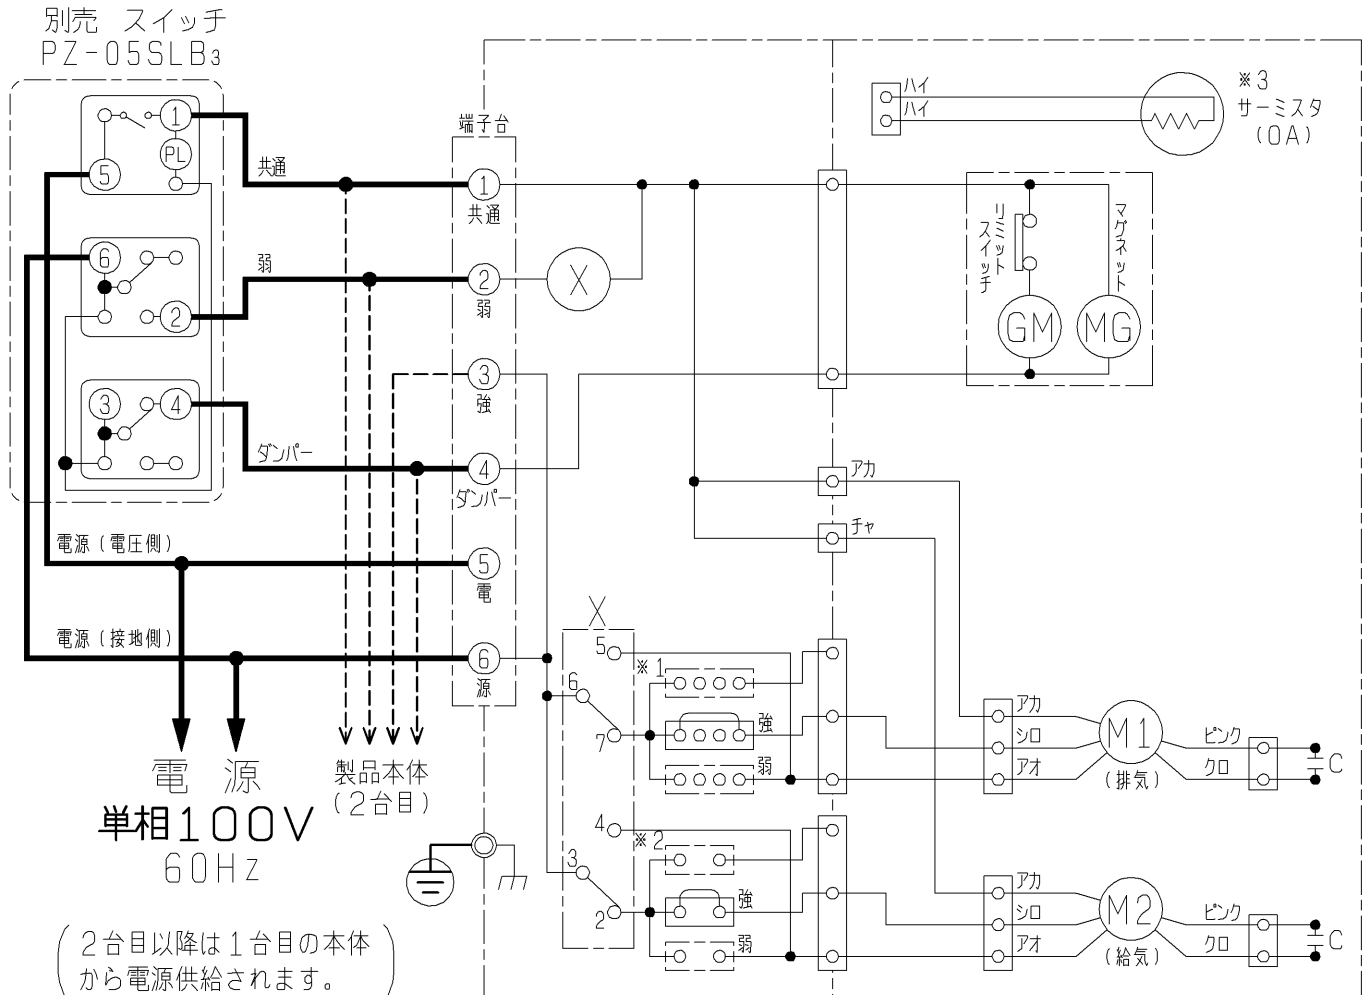 別売 スイッチ
PZ-05SLB3
1
PL
5
6
2
3
4
共通
弱
ダンパー
電源(電圧側)
電源(接地側)
電 源
単相100V
60Hz
製品本体
(2台目)
2台目以降は1台目の本体
から電源供給されます。
端子台
1
共通
2
弱
3
強
4
ダンパー
5
電
6
源
X
ハイ
ハイ
※3
サーミスタ
(OA)
リミット
スイッチ
マグネット
GM
MG
アカ
チャ
X
5
6
7
※1
強
弱
4
3
2
※2
強
弱
アカ
シロ
アオ
M1
(排気)
ピンク
クロ
C
アカ
シロ
アオ
M2
(給気)
ピンク
クロ
C